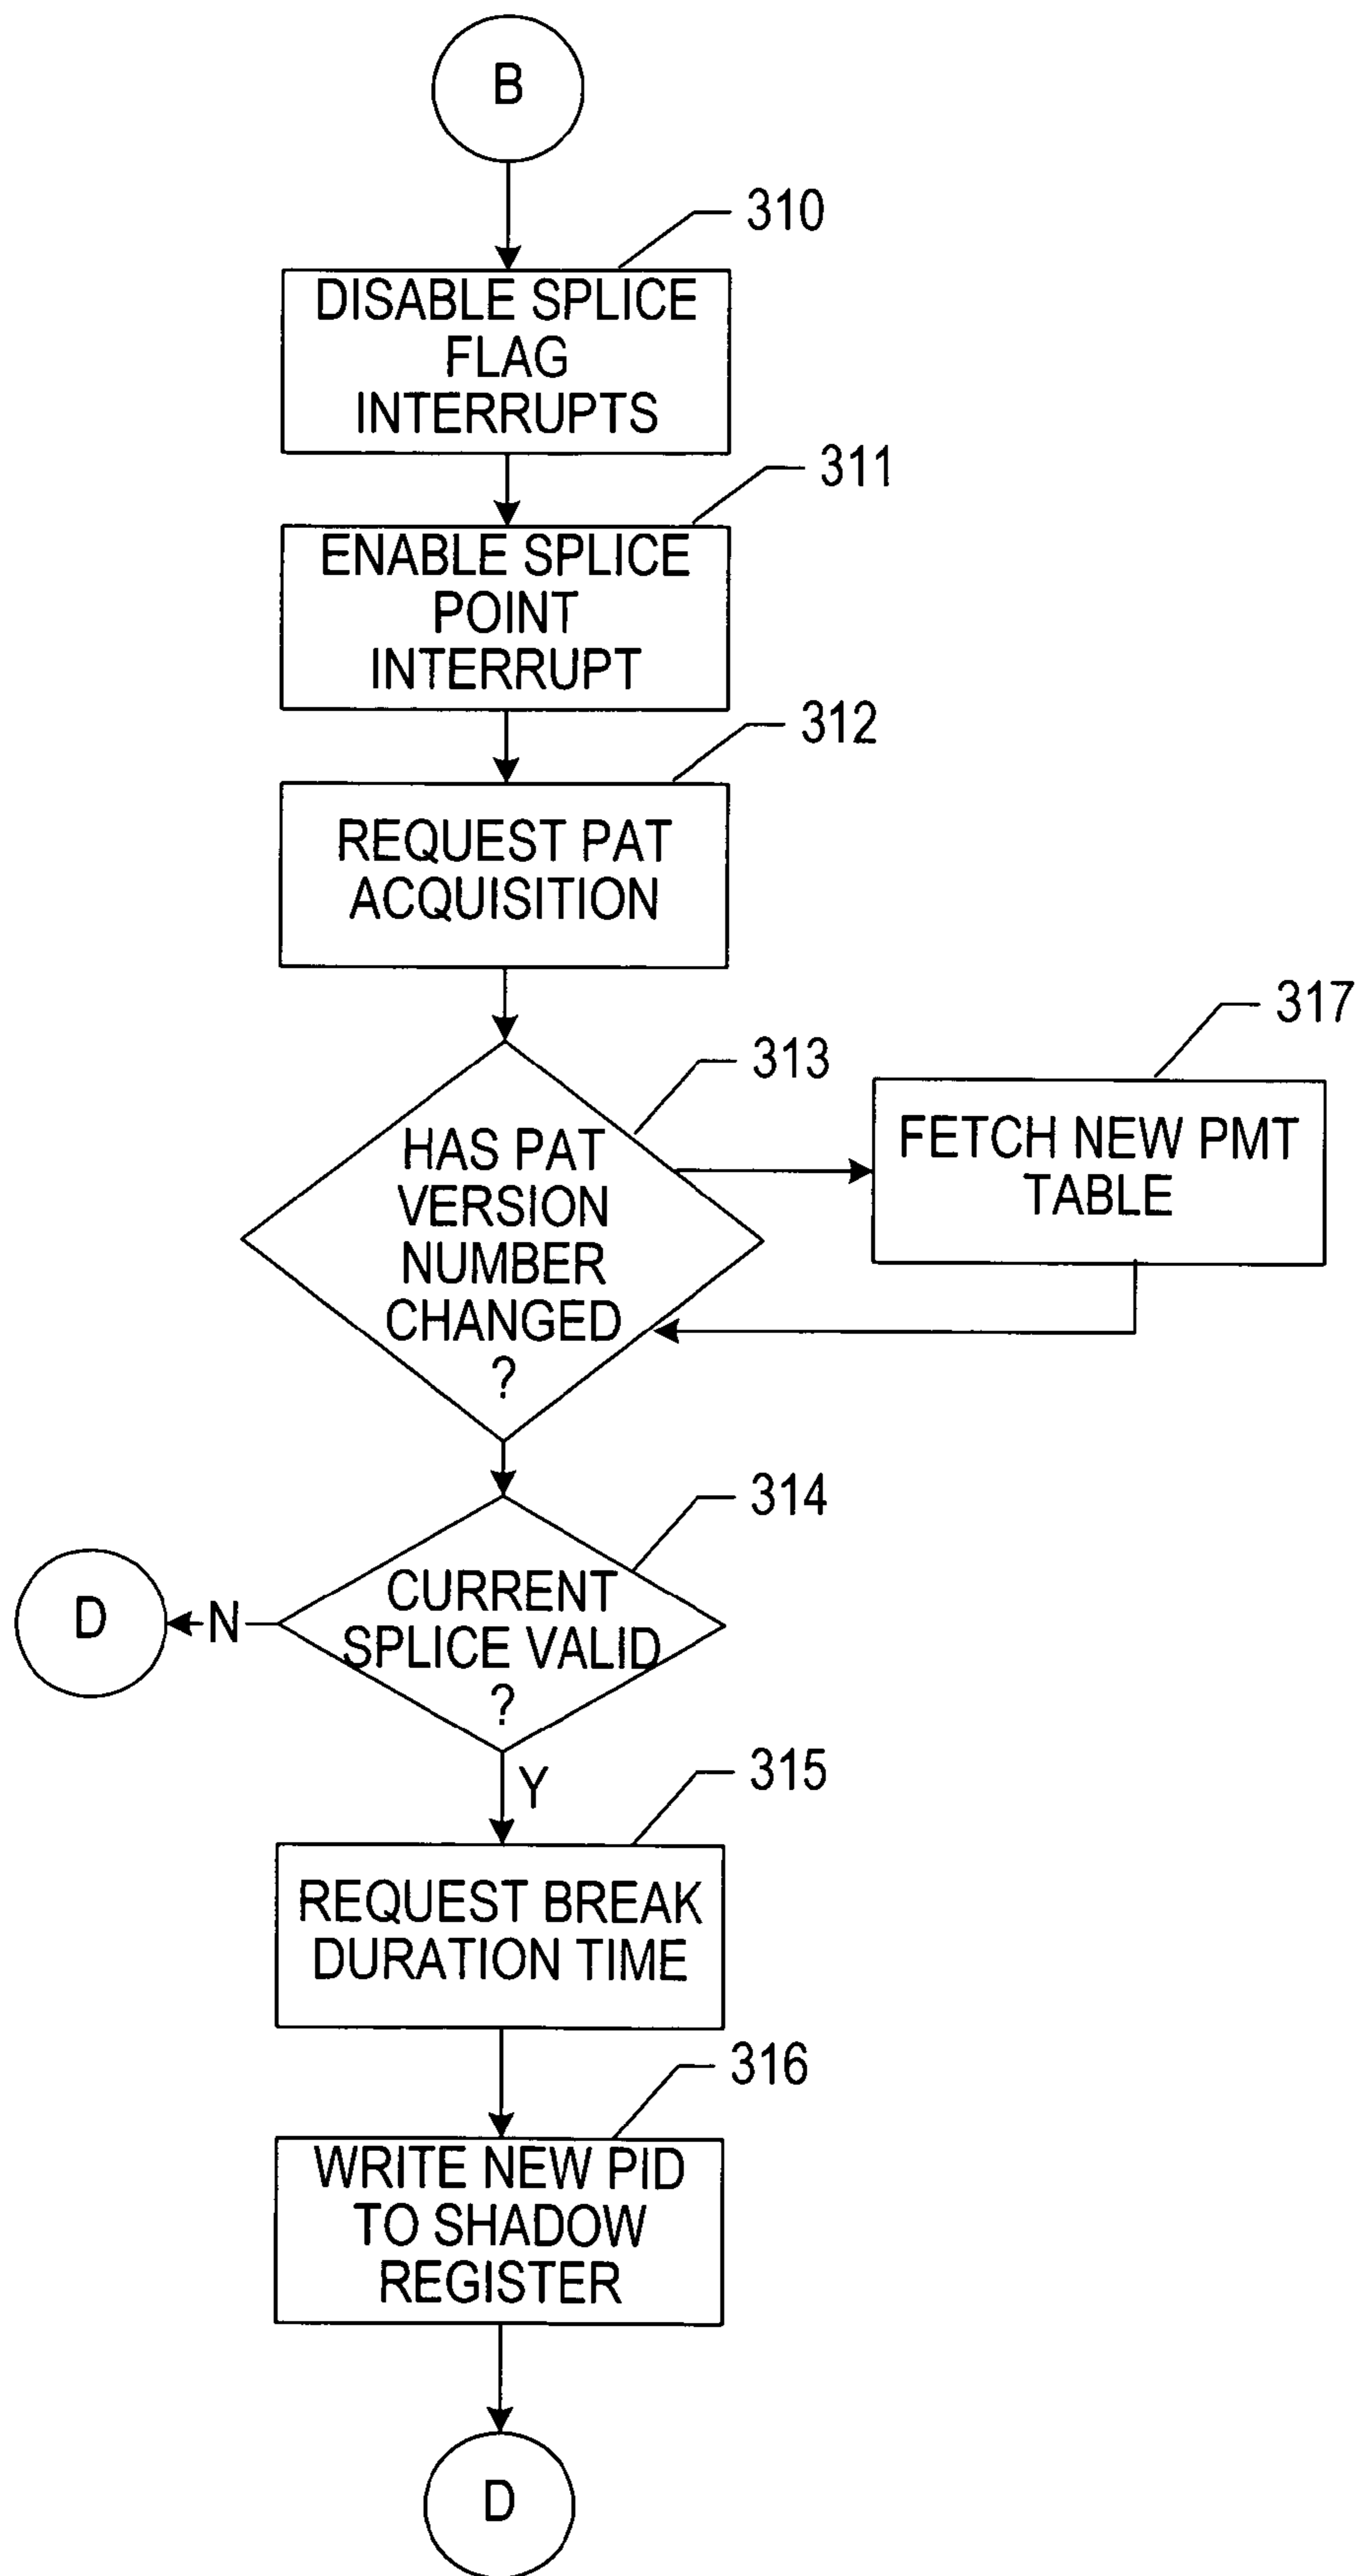 B
310
DISABLE SPLICE
FLAG
INTERRUPTS
311
ENABLE SPLICE
POINT
INTERRUPT
312
REQUEST PAT
ACQUISITION
313
HAS PAT
VERSION
NUMBER
CHANGED
?
317
FETCH NEW PMT
TABLE
314
CURRENT
SPLICE VALID
?
N
D
Y
315
REQUEST BREAK
DURATION TIME
316
WRITE NEW PID
TO SHADOW
REGISTER
D